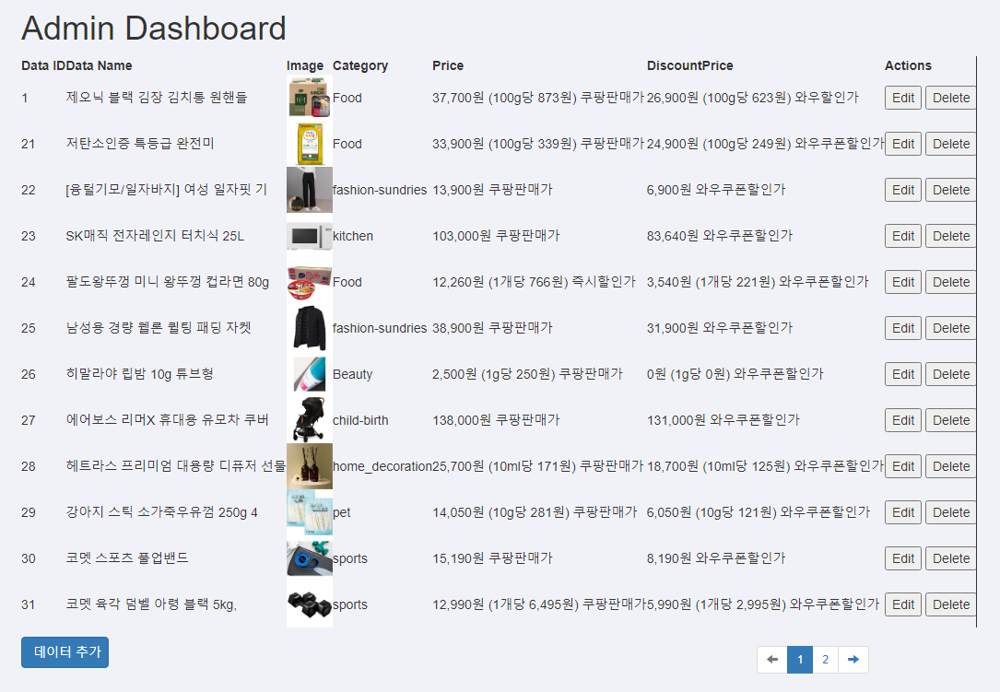 Admin Dashboard
Data ID Data Name Image Category Price DiscountPrice Actions
1 제오닉 블랙 김장 김치통 원핸들 Food 37,700원 (100g당 873원) 쿠팡판매가 26,900원 (100g당 623원) 와우할인가 Edit Delete
21 저탄소인증 특등급 완전미 Food 33,900원 (100g당 339원) 쿠팡판매가 24,900원 (100g당 249원) 와우쿠폰할인가 Edit Delete
22 [융털기모/일자바지] 여성 일자핏 기 fashion-sundries 13,900원 쿠팡판매가 6,900원 와우쿠폰할인가 Edit Delete
23 SK매직 전자레인지 터치식 25L kitchen 103,000원 쿠팡판매가 83,640원 와우쿠폰할인가 Edit Delete
24 팔도왕뚜껑 미니 왕뚜껑 컵라면 80g Food 12,260원 (1개당 766원) 즉시할인가 3,540원 (1개당 221원) 와우쿠폰할인가 Edit Delete
25 남성용 경량 웰론 퀼팅 패딩 자켓 fashion-sundries 38,900원 쿠팡판매가 31,900원 와우쿠폰할인가 Edit Delete
26 히말라야 립밤 10g 튜브형 Beauty 2,500원 (1g당 250원) 쿠팡판매가 0원 (1g당 0원) 와우쿠폰할인가 Edit Delete
27 에어보스 리머X 휴대용 유모차 쿠버 child-birth 138,000원 쿠팡판매가 131,000원 와우쿠폰할인가 Edit Delete
28 헤트라스 프리미엄 대용량 디퓨저 선물 home_decoration 25,700원 (10ml당 171원) 쿠팡판매가 18,700원 (10ml당 125원) 와우쿠폰할인가 Edit Delete
29 강아지 스틱 소가죽우유껌 250g 4 pet 14,050원 (10g당 281원) 쿠팡판매가 6,050원 (10g당 121원) 와우쿠폰할인가 Edit Delete
30 코멧 스포츠 풀업밴드 sports 15,190원 쿠팡판매가 8,190원 와우쿠폰할인가 Edit Delete
31 코멧 육각 덤벨 아령 블랙 5kg, sports 12,990원 (1개당 6,495원) 쿠팡판매가 5,990원 (1개당 2,995원) 와우쿠폰할인가 Edit Delete
데이터 추가 🡰 1 2 🡲